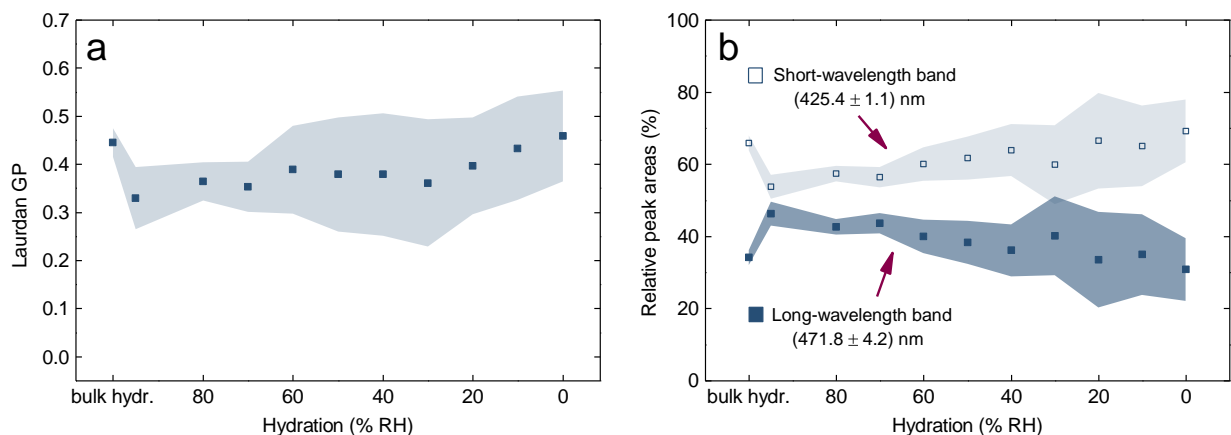 a
0.7
0.6
0.5
0.4
0.3
0.2
0.1
0.0
Laurdan GP
bulk hydr.
80
60
40
20
0
Hydration (% RH)
b
100
80
60
40
20
0
Relative peak areas (%)
Short-wavelength band
(425.4 ± 1.1) nm
Long-wavelength band
(471.8 ± 4.2) nm
bulk hydr.
80
60
40
20
0
Hydration (% RH)